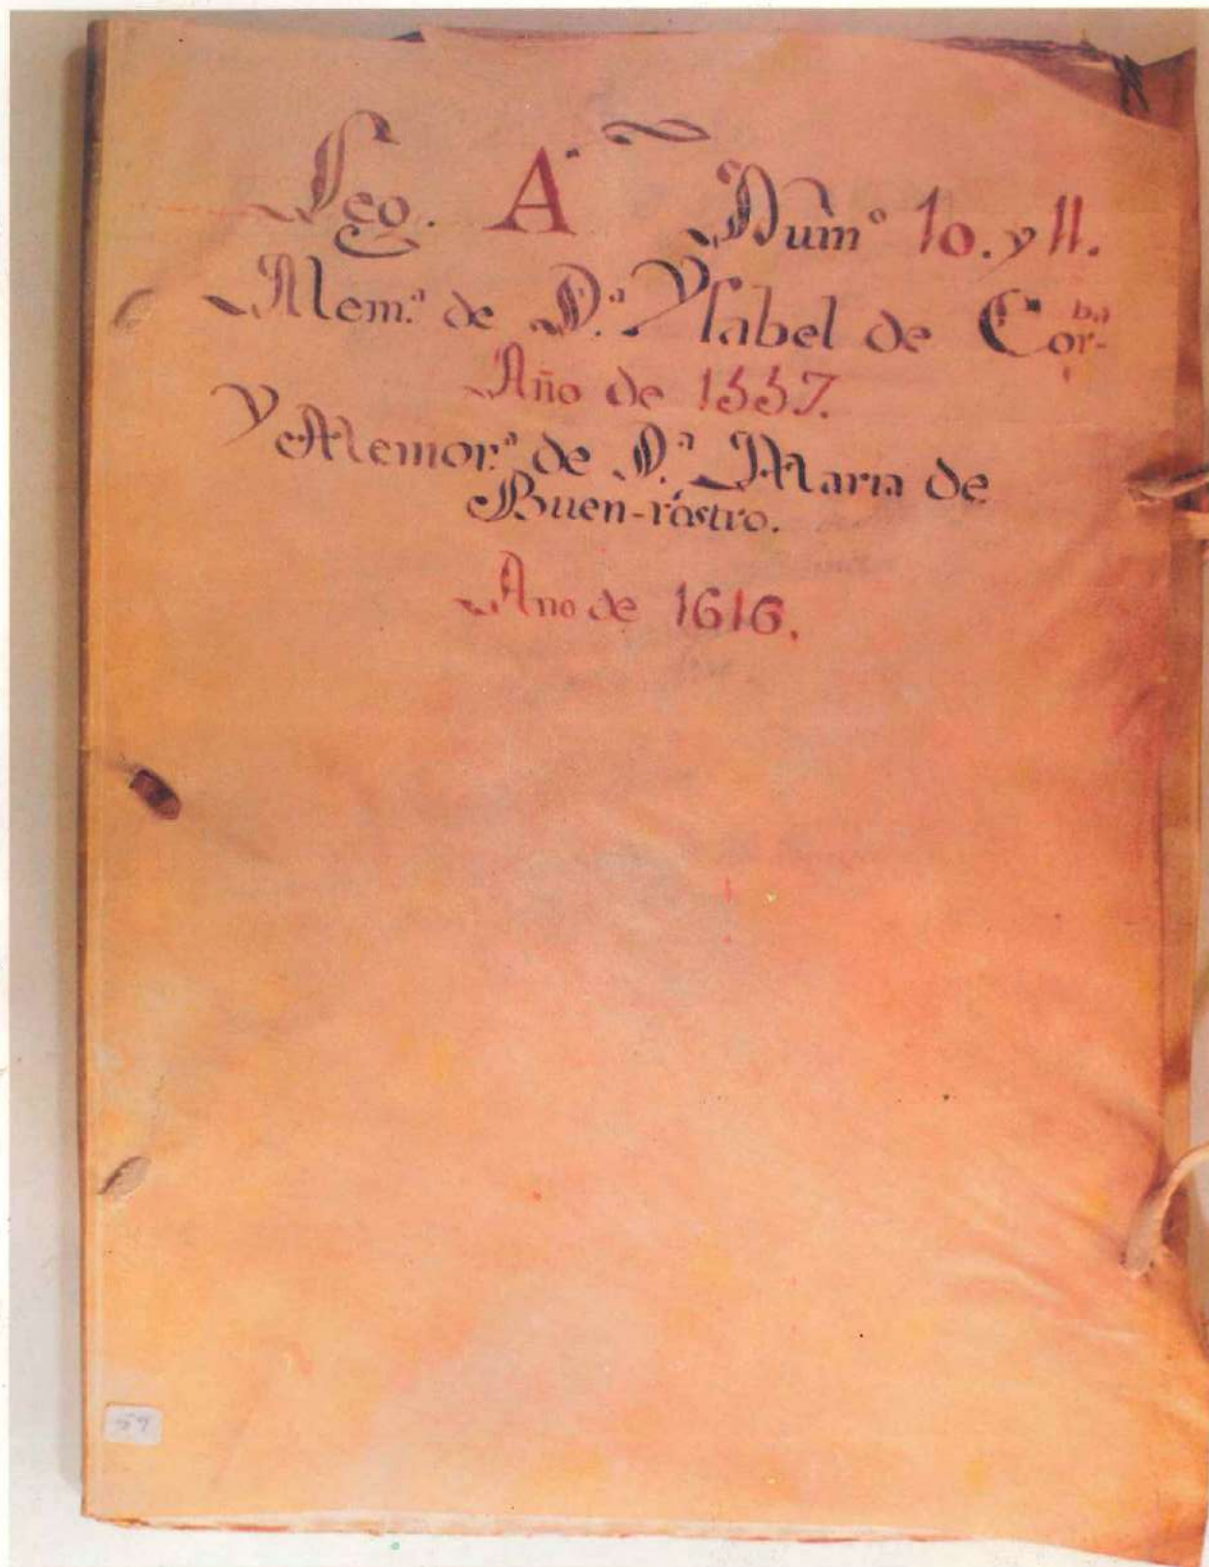 Leg. A. Num.º 10. y 11.
Mem.ª de D.ª Ysabel de Cor-ba
Año de 1557.
Y Memor.ª de D.ª Maria de
Buen-rostro.
Ano de 1616.